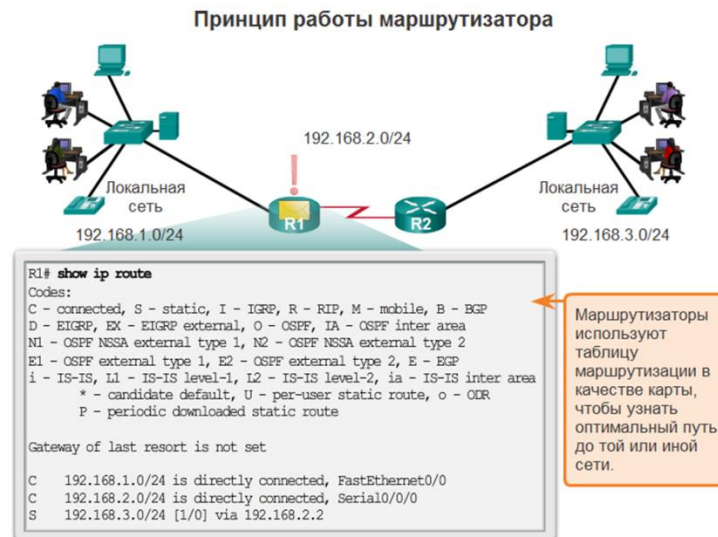 Принцип работы маршрутизатора
192.168.2.0/24
Локальная
сеть
192.168.1.0/24
R1
R2
Локальная
сеть
192.168.3.0/24
R1# show ip route
Codes:
C - connected, S - static, I - IGRP, R - RIP, M - mobile, B - BGP
D - EIGRP, EX - EIGRP external, O - OSPF, IA - OSPF inter area
N1 - OSPF NSSA external type 1, N2 - OSPF NSSA external type 2
E1 - OSPF external type 1, E2 - OSPF external type 2, E - EGP
i - IS-IS, L1 - IS-IS level-1, L2 - IS-IS level-2, ia - IS-IS inter area
* - candidate default, U - per-user static route, o - ODR
P - periodic downloaded static route
Gateway of last resort is not set
C 192.168.1.0/24 is directly connected, FastEthernet0/0
C 192.168.2.0/24 is directly connected, Serial0/0/0
S 192.168.3.0/24 [1/0] via 192.168.2.2
Маршрутизаторы
используют
таблицу
маршрутизации в
качестве карты,
чтобы узнать
оптимальный путь
до той или иной
сети.